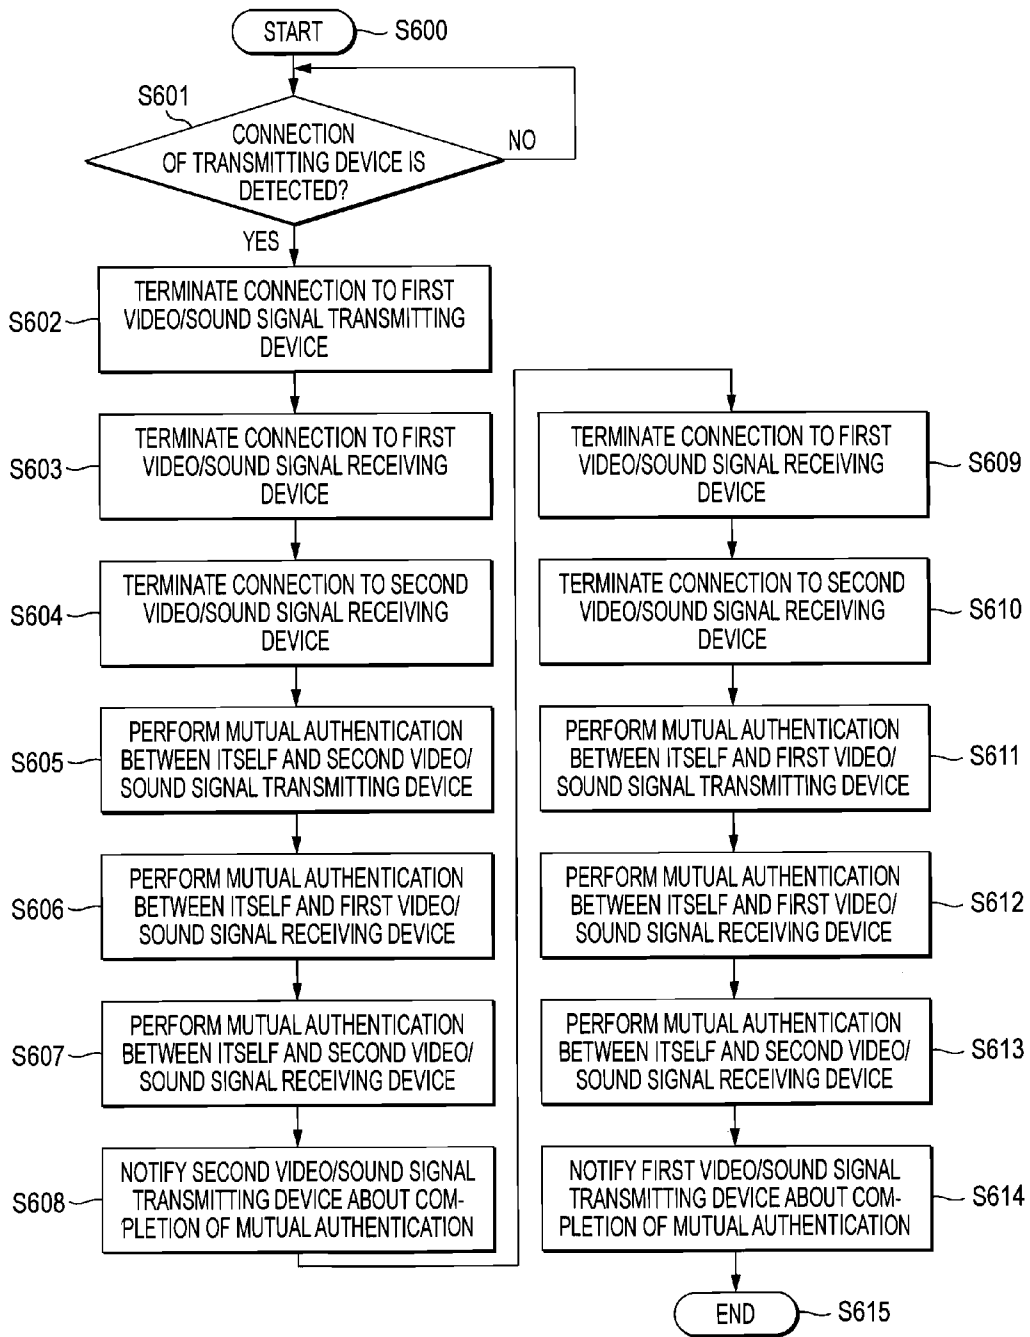 START
S600
S601
CONNECTION
OF TRANSMITTING DEVICE IS
DETECTED?
NO
YES
S602
TERMINATE CONNECTION TO FIRST
VIDEO/SOUND SIGNAL TRANSMITTING
DEVICE
S603
TERMINATE CONNECTION TO FIRST
VIDEO/SOUND SIGNAL RECEIVING
DEVICE
S604
TERMINATE CONNECTION TO SECOND
VIDEO/SOUND SIGNAL RECEIVING
DEVICE
S605
PERFORM MUTUAL AUTHENTICATION
BETWEEN ITSELF AND SECOND VIDEO/
SOUND SIGNAL TRANSMITTING DEVICE
S606
PERFORM MUTUAL AUTHENTICATION
BETWEEN ITSELF AND FIRST VIDEO/
SOUND SIGNAL RECEIVING DEVICE
S607
PERFORM MUTUAL AUTHENTICATION
BETWEEN ITSELF AND SECOND VIDEO/
SOUND SIGNAL RECEIVING DEVICE
S608
NOTIFY SECOND VIDEO/SOUND SIGNAL
TRANSMITTING DEVICE ABOUT COM-
PLETION OF MUTUAL AUTHENTICATION
TERMINATE CONNECTION TO FIRST
VIDEO/SOUND SIGNAL RECEIVING
DEVICE
S609
TERMINATE CONNECTION TO SECOND
VIDEO/SOUND SIGNAL RECEIVING
DEVICE
S610
PERFORM MUTUAL AUTHENTICATION
BETWEEN ITSELF AND FIRST VIDEO/
SOUND SIGNAL TRANSMITTING DEVICE
S611
PERFORM MUTUAL AUTHENTICATION
BETWEEN ITSELF AND FIRST VIDEO/
SOUND SIGNAL RECEIVING DEVICE
S612
PERFORM MUTUAL AUTHENTICATION
BETWEEN ITSELF AND SECOND VIDEO/
SOUND SIGNAL RECEIVING DEVICE
S613
NOTIFY FIRST VIDEO/SOUND SIGNAL
TRANSMITTING DEVICE ABOUT COM-
PLETION OF MUTUAL AUTHENTICATION
S614
END
S615